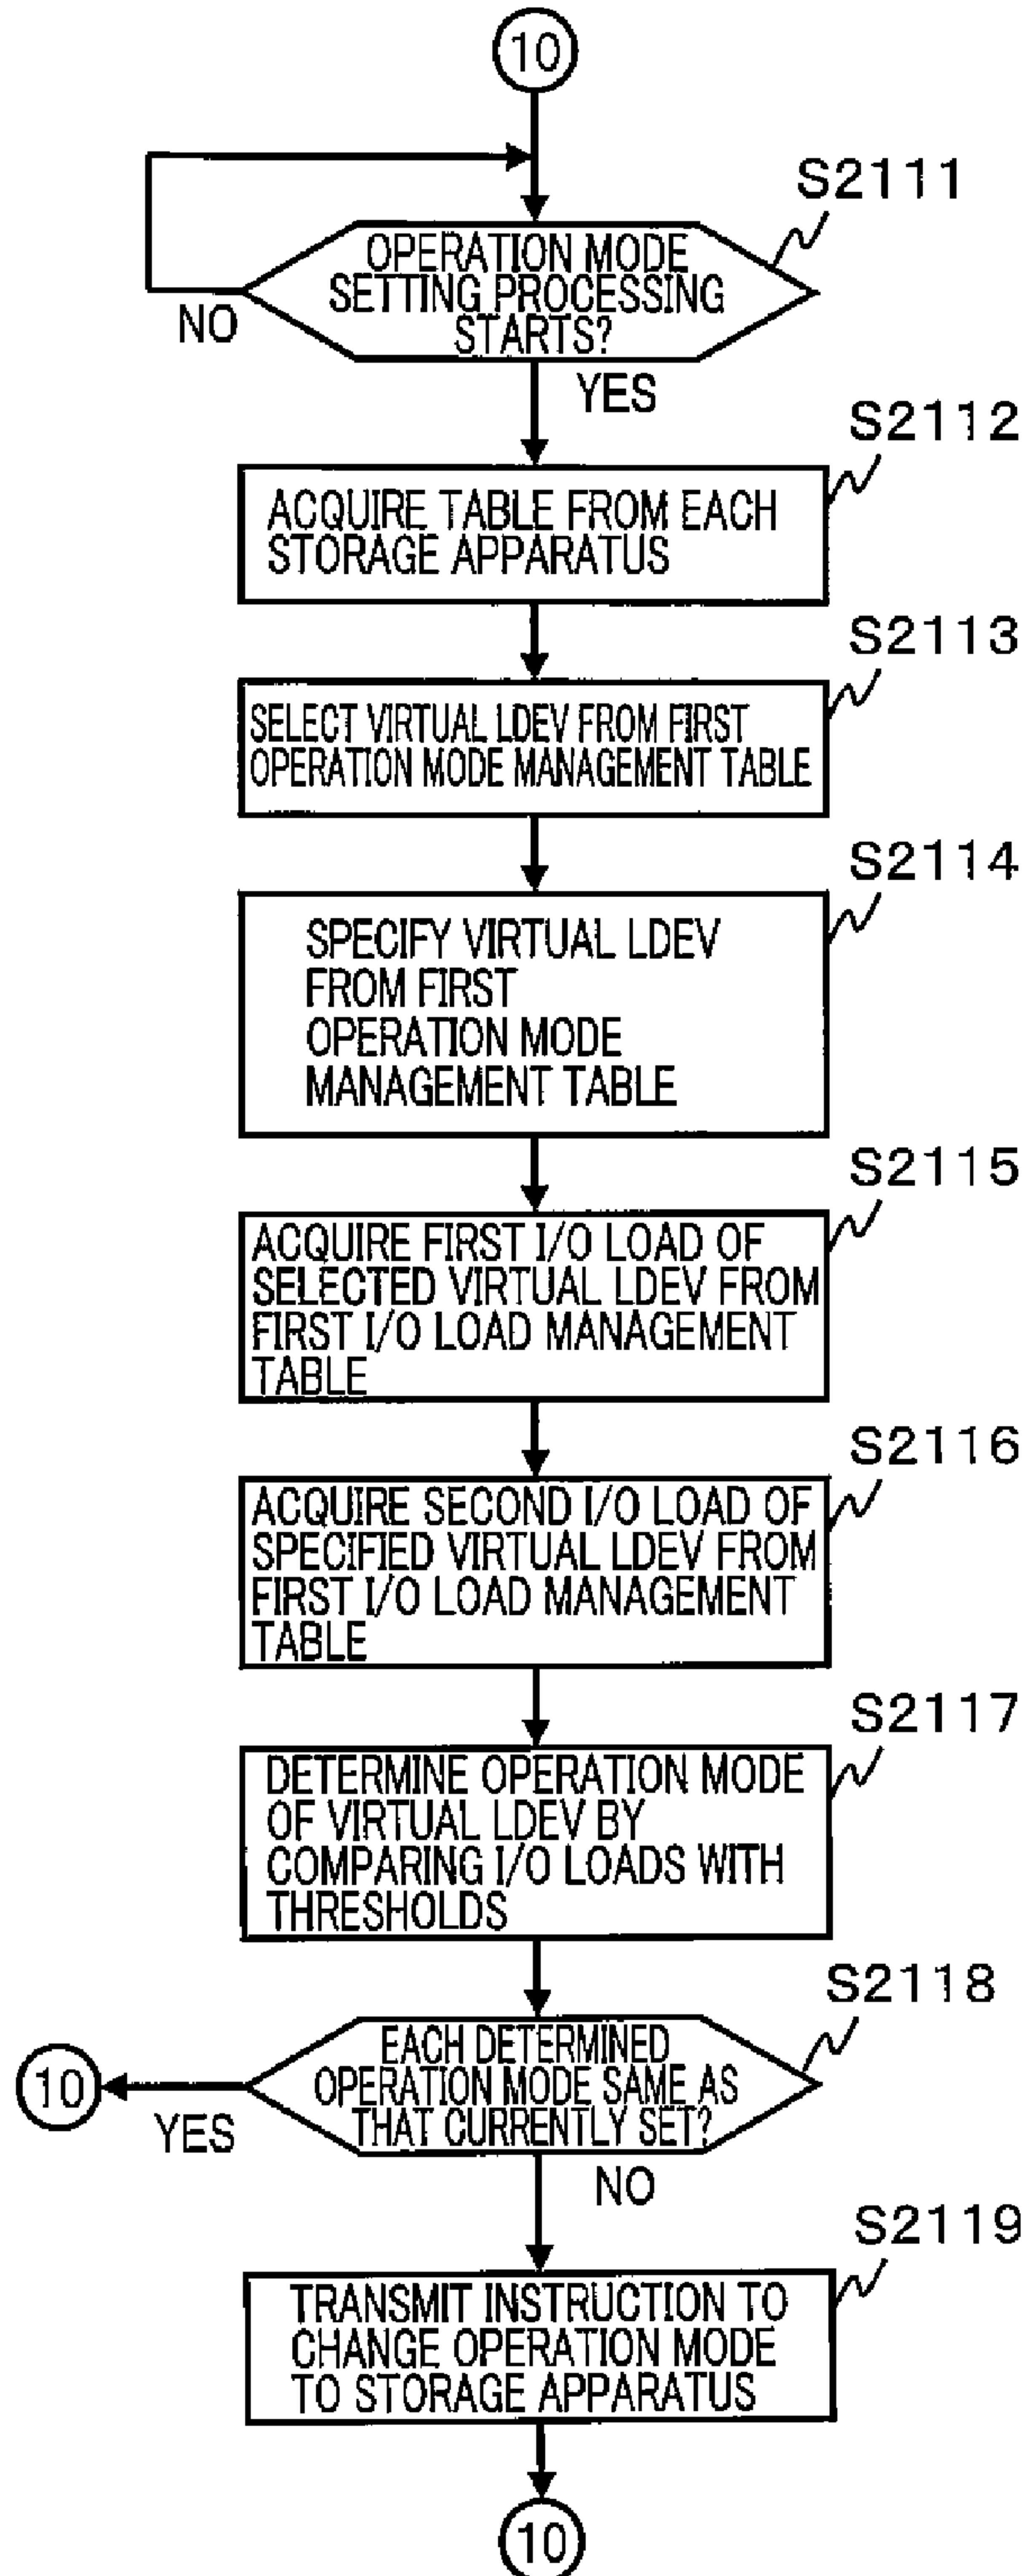 10
S2111
OPERATION MODE
SETTING PROCESSING
STARTS?
NO
YES
S2112
ACQUIRE TABLE FROM EACH
STORAGE APPARATUS
S2113
SELECT VIRTUAL LDEV FROM FIRST
OPERATION MODE MANAGEMENT TABLE
S2114
SPECIFY VIRTUAL LDEV
FROM FIRST
OPERATION MODE
MANAGEMENT TABLE
S2115
ACQUIRE FIRST I/O LOAD OF
SELECTED VIRTUAL LDEV FROM
FIRST I/O LOAD MANAGEMENT
TABLE
S2116
ACQUIRE SECOND I/O LOAD OF
SPECIFIED VIRTUAL LDEV FROM
FIRST I/O LOAD MANAGEMENT
TABLE
S2117
DETERMINE OPERATION MODE
OF VIRTUAL LDEV BY
COMPARING I/O LOADS WITH
THRESHOLDS
S2118
EACH DETERMINED
OPERATION MODE SAME AS
THAT CURRENTLY SET?
10
YES
NO
S2119
TRANSMIT INSTRUCTION TO
CHANGE OPERATION MODE
TO STORAGE APPARATUS
10